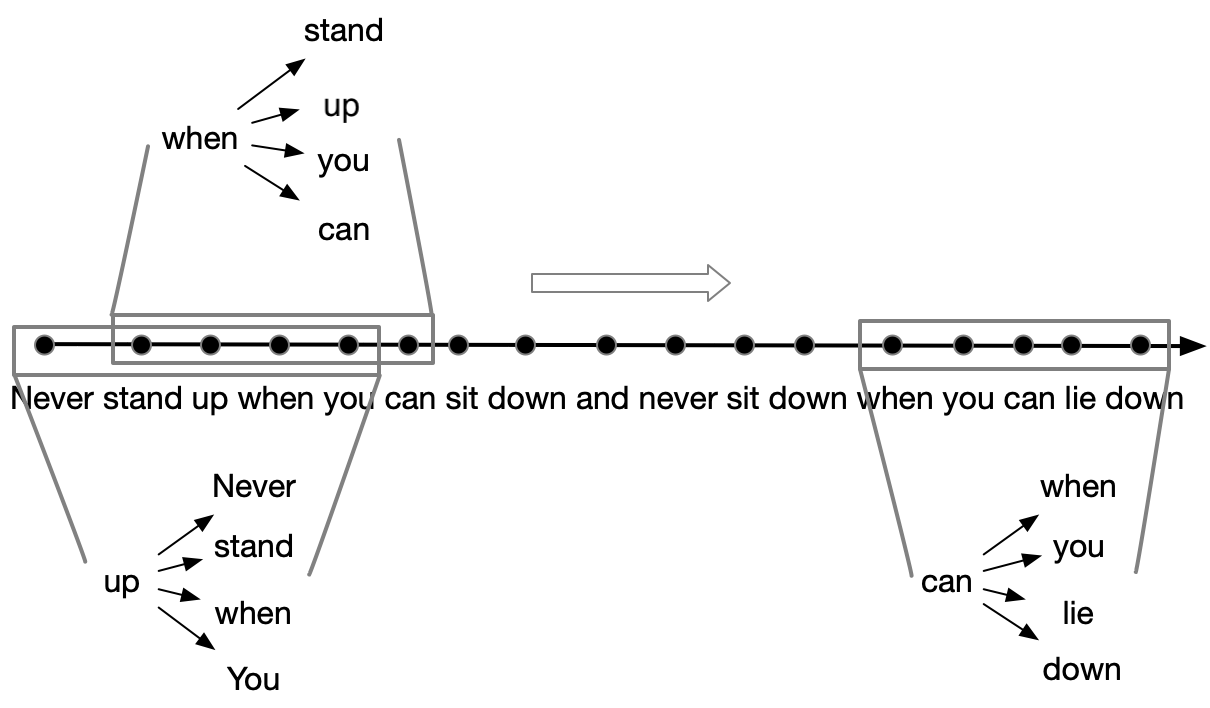 stand
up
when
you
can
Never stand up when you can sit down and never sit down when you can lie down
Never
stand
up
when
You
when
you
can
lie
down